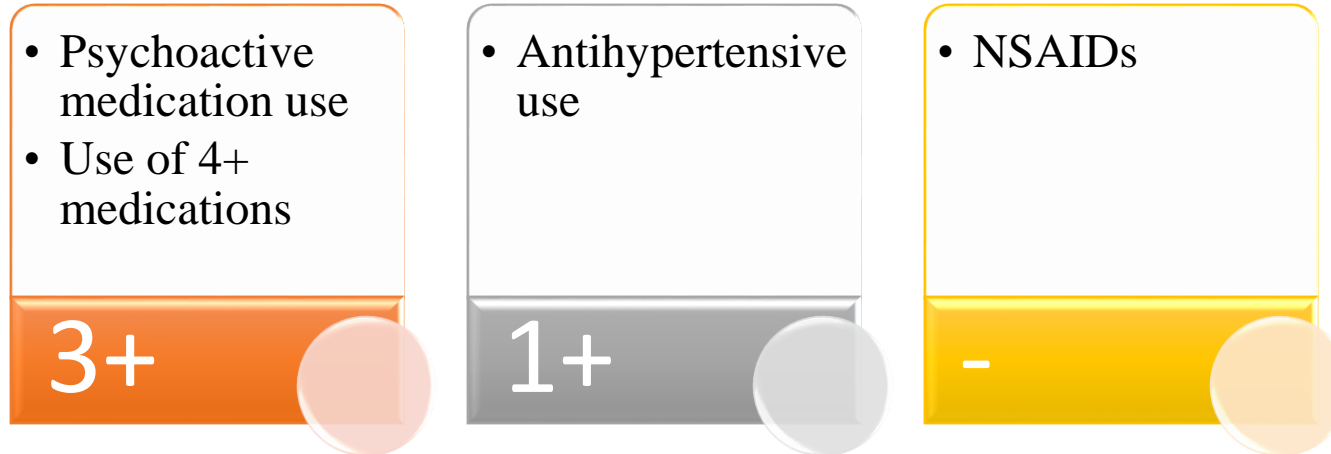 • Psychoactive
medication use
• Use of 4+
medications
3+
• Antihypertensive
use
1+
• NSAIDs
-